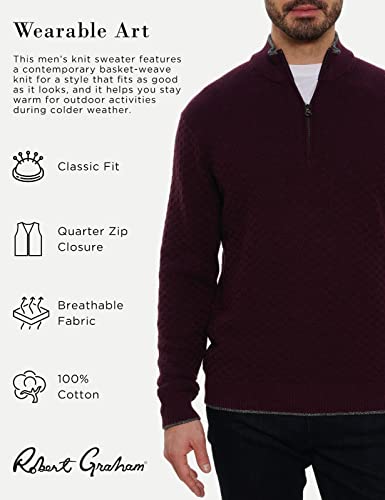 Wearable Art
This men's knit sweater features
a contemporary basket-weave
knit for a style that fits as good
as it looks, and it helps you stay
warm for outdoor activities
during colder weather.
Classic Fit
Quarter Zip
Closure
Breathable
Fabric
100%
Cotton
Robert Graham®